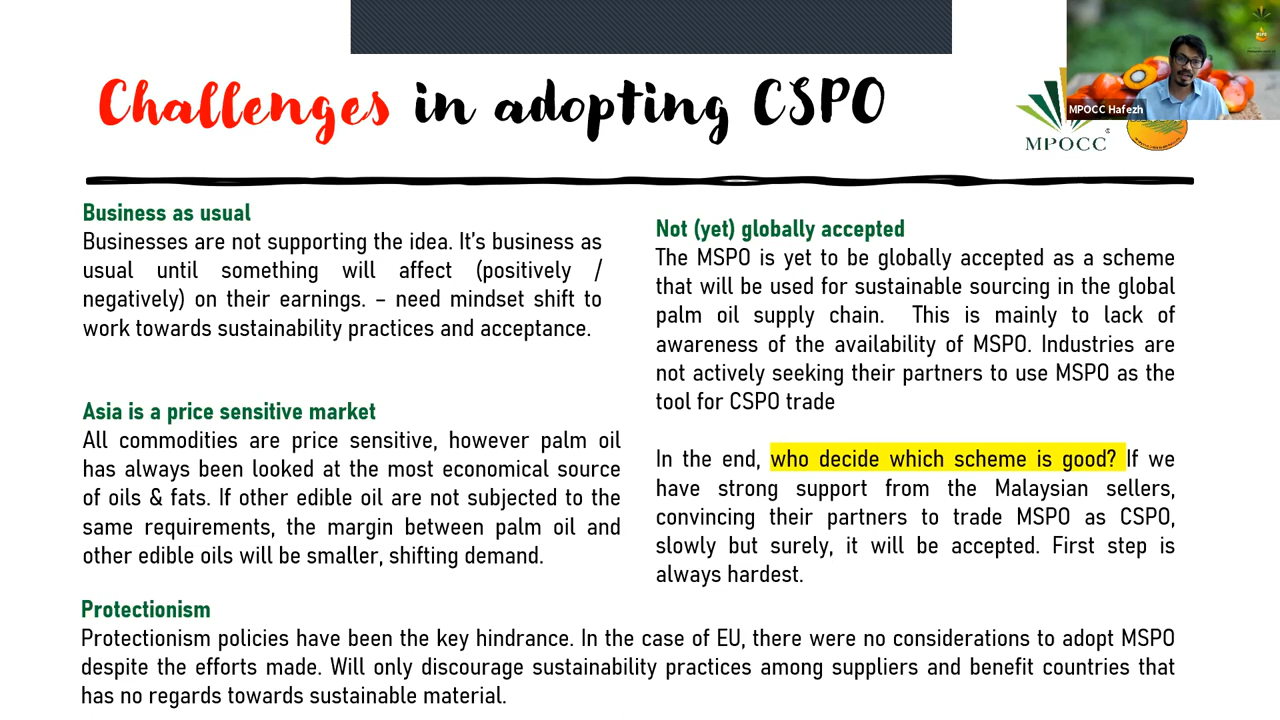 Challenges in adopting CSPO
MPOCC
MPOCC Hafezh
Business as usual
Businesses are not supporting the idea. It's business as
usual until something will affect (positively /
negatively) on their earnings. – need mindset shift to
work towards sustainability practices and acceptance.
Asia is a price sensitive market
All commodities are price sensitive, however palm oil
has always been looked at the most economical source
of oils & fats. If other edible oil are not subjected to the
same requirements, the margin between palm oil and
other edible oils will be smaller, shifting demand.
Not (yet) globally accepted
The MSPO is yet to be globally accepted as a scheme
that will be used for sustainable sourcing in the global
palm oil supply chain. This is mainly to lack of
awareness of the availability of MSPO. Industries are
not actively seeking their partners to use MSPO as the
tool for CSPO trade
In the end, who decide which scheme is good? If we
have strong support from the Malaysian sellers,
convincing their partners to trade MSPO as CSPO,
slowly but surely, it will be accepted. First step is
always hardest.
Protectionism
Protectionism policies have been the key hindrance. In the case of EU, there were no considerations to adopt MSPO
despite the efforts made. Will only discourage sustainability practices among suppliers and benefit countries that
has no regards towards sustainable material.